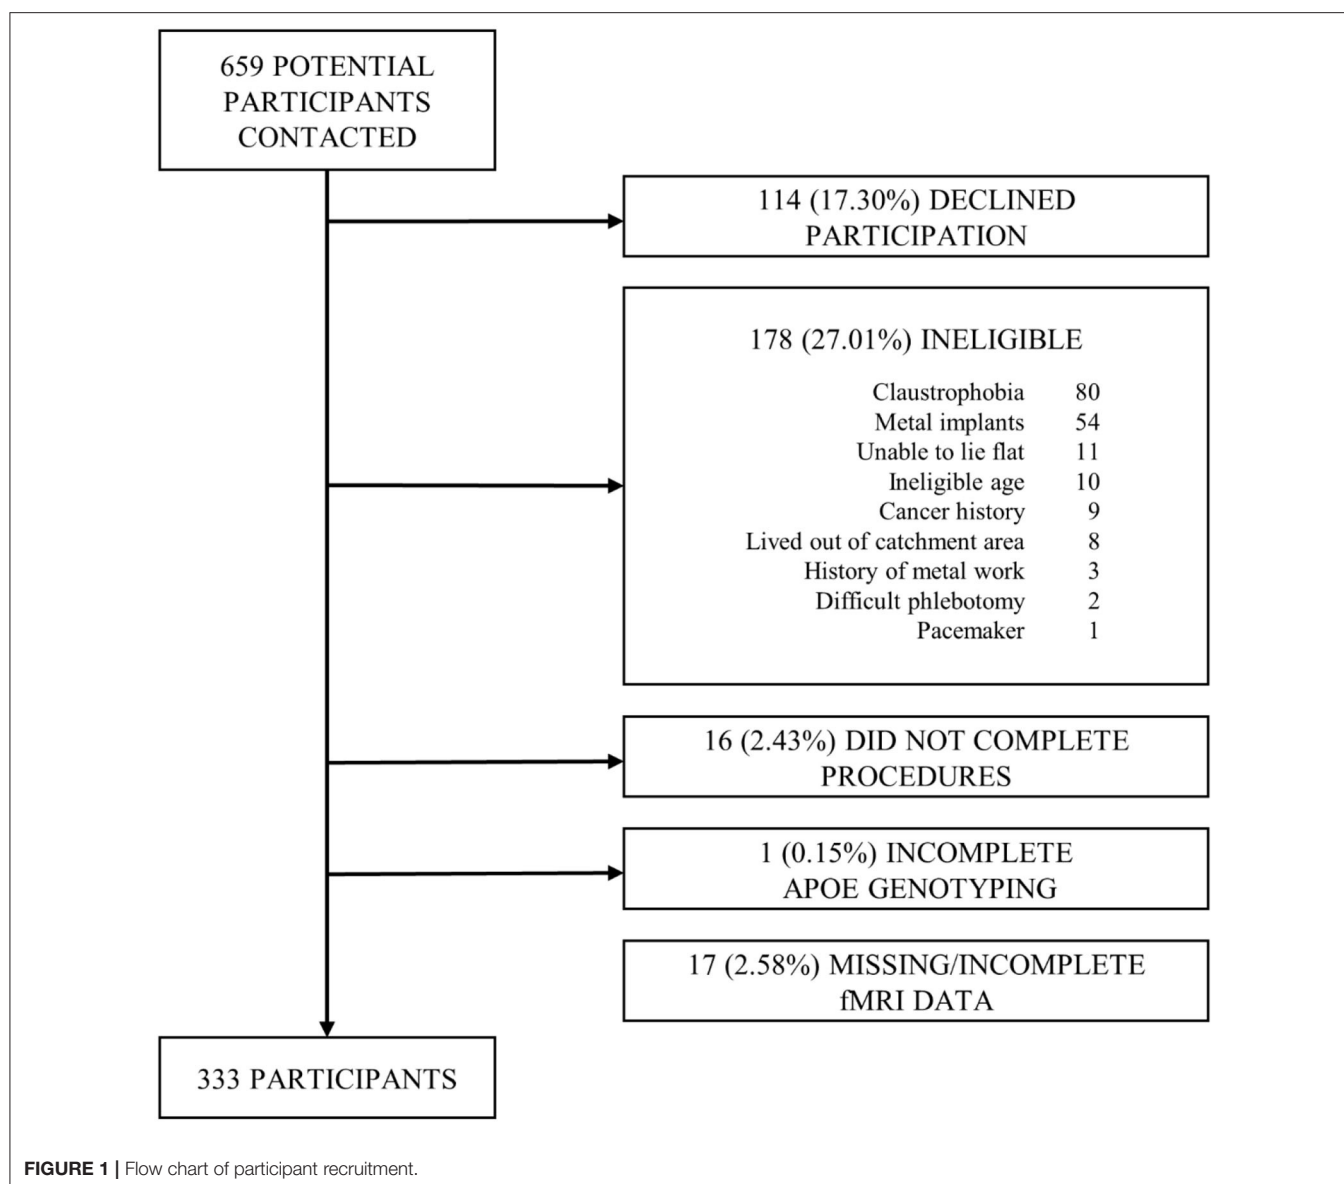 659 POTENTIAL
PARTICIPANTS
CONTACTED
114 (17.30%) DECLINED
PARTICIPATION
178 (27.01%) INELIGIBLE
Claustrophobia 80
Metal implants 54
Unable to lie flat 11
Ineligible age 10
Cancer history 9
Lived out of catchment area 8
History of metal work 3
Difficult phlebotomy 2
Pacemaker 1
16 (2.43%) DID NOT COMPLETE
PROCEDURES
1 (0.15%) INCOMPLETE
APOE GENOTYPING
17 (2.58%) MISSING/INCOMPLETE
fMRI DATA
333 PARTICIPANTS
FIGURE 1 | Flow chart of participant recruitment.